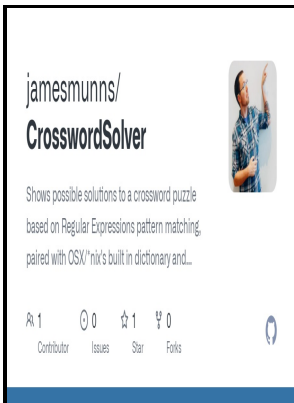 jamesmunns/
CrosswordSolver
Shows possible solutions to a crossword puzzle
based on Regular Expressions pattern matching,
paired with OSX/*nix's built in dictionary and...
1
Contributor
0
Issues
1
Star
0
Forks